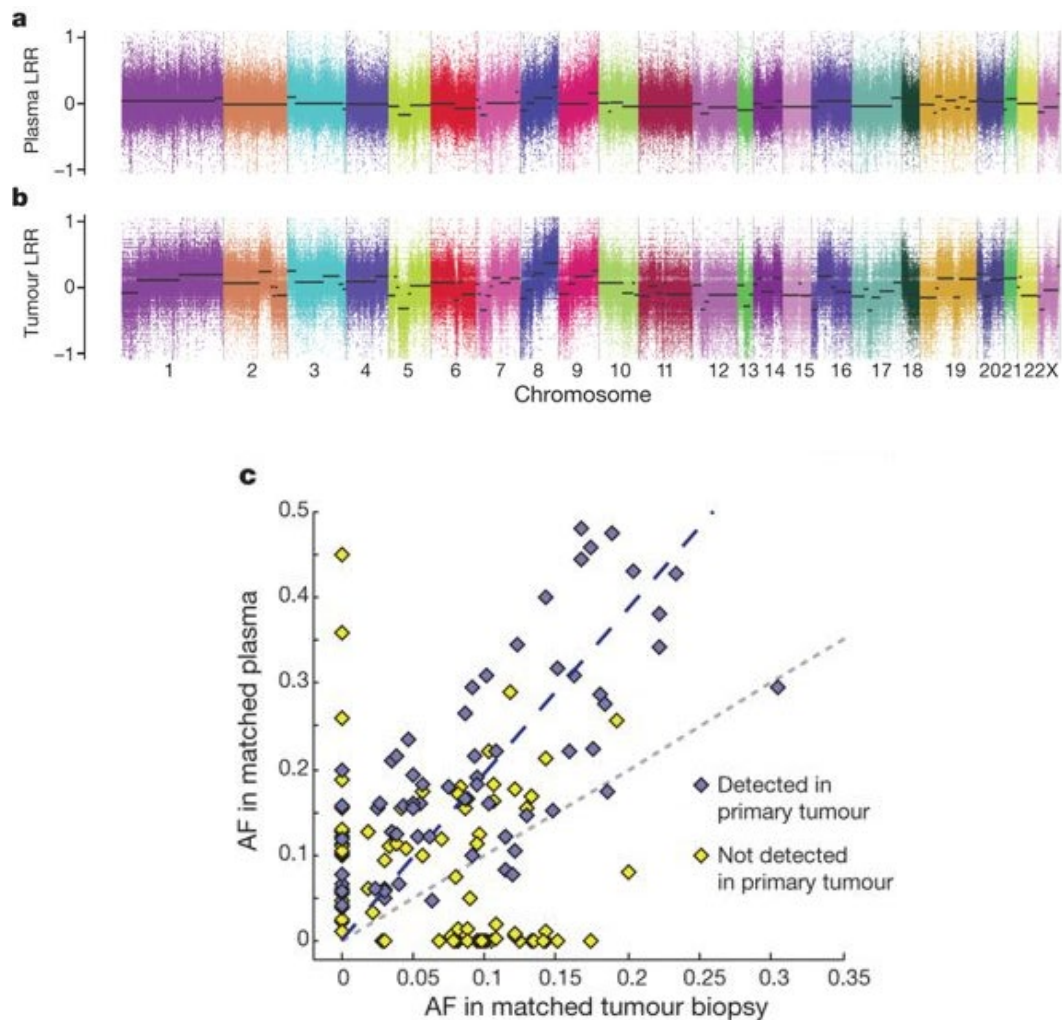 a
Plasma LRR
1
0
−1
b
Tumour LRR
1
0
−1
1 2 3 4 5 6 7 8 9 10 11 12 13 14 15 16 17 18 19 202122X
Chromosome
c
AF in matched plasma
0.5
0.4
0.3
0.2
0.1
0
Detected in
primary tumour
Not detected
in primary tumour
0 0.05 0.1 0.15 0.2 0.25 0.3 0.35
AF in matched tumour biopsy